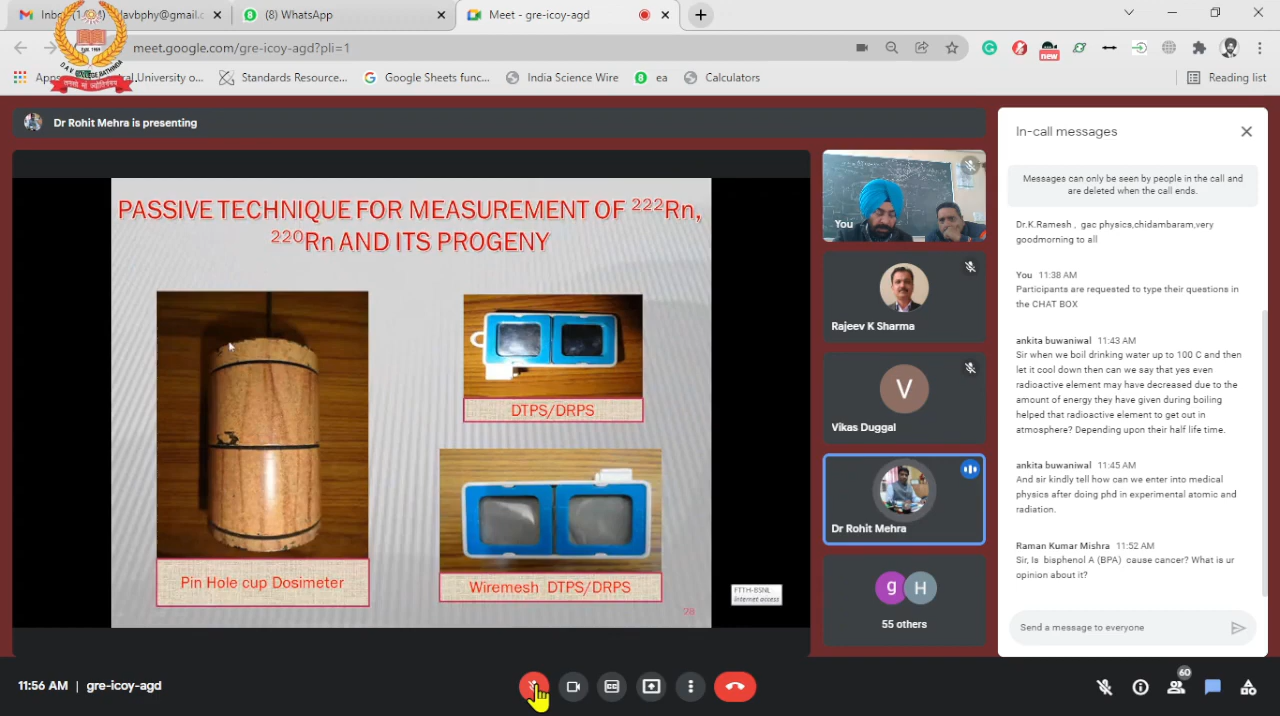 (8) WhatsApp
Meet - gre-icoy-agd
meet.google.com/gre-icoy-agd?pli=1
University o...
Standards Resource...
Google Sheets func...
India Science Wire
ea
Calculators
Reading list
new
Dr Rohit Mehra is presenting
PASSIVE TECHNIQUE FOR MEASUREMENT OF ²²²Rn,
²²⁰Rn AND ITS PROGENY
DTPS/DRPS
Pin Hole cup Dosimeter
Wiremesh DTPS/DRPS
FTTH-BSNL
Internet access
28
You
Rajeev K Sharma
V
Vikas Duggal
Dr Rohit Mehra
g
H
55 others
In-call messages
Messages can only be seen by people in the call and
are deleted when the call ends.
Dr.K.Ramesh , gac physics,chidambaram,very
goodmorning to all
You 11:38 AM
Participants are requested to type their questions in
the CHAT BOX
ankita buwaniwal 11:43 AM
Sir when we boil drinking water up to 100 C and then
let it cool down then can we say that yes even
radioactive element may have decreased due to the
amount of energy they have given during boiling
helped that radioactive element to get out in
atmosphere? Depending upon their half life time.
ankita buwaniwal 11:45 AM
And sir kindly tell how can we enter into medical
physics after doing phd in experimental atomic and
radiation.
Raman Kumar Mishra 11:52 AM
Sir, Is bisphenol A (BPA) cause cancer? What is ur
opinion about it?
Send a message to everyone
11:56 AM | gre-icoy-agd
60